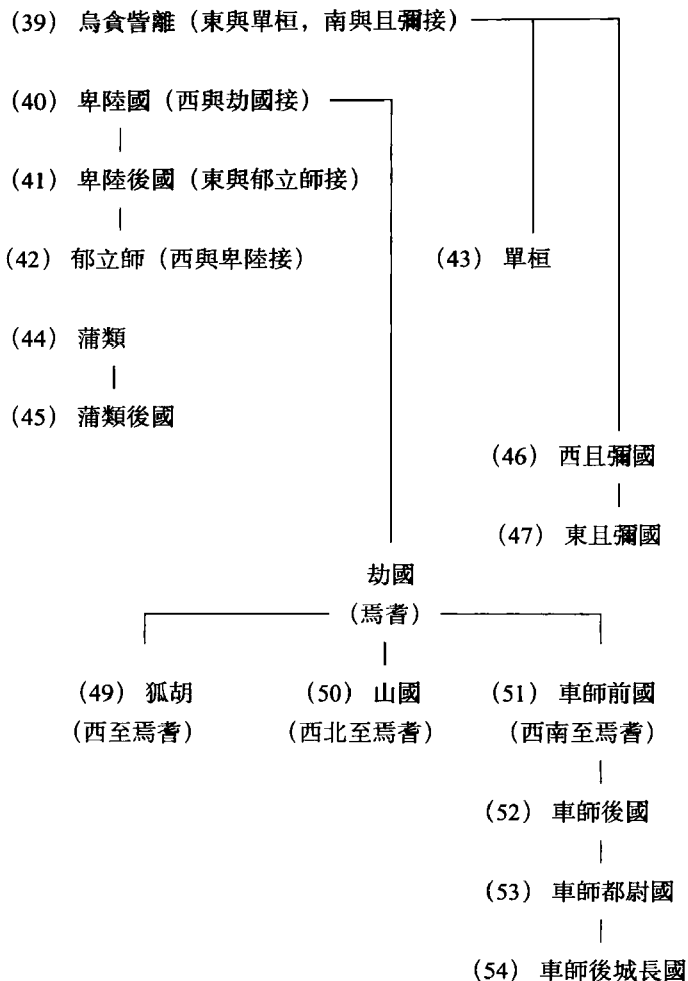 (39) 烏貪訾離（東與單桓，南與且彌接）
(40) 卑陸國（西與劫國接）
(41) 卑陸後國（東與郁立師接）
(42) 郁立師（西與卑陸接） (43) 單桓
(44) 蒲類
(45) 蒲類後國
(46) 西且彌國
(47) 東且彌國
劫國
（焉耆）
(49) 狐胡 (50) 山國 (51) 車師前國
（西至焉耆） （西北至焉耆） （西南至焉耆）
(52) 車師後國
(53) 車師都尉國
(54) 車師後城長國